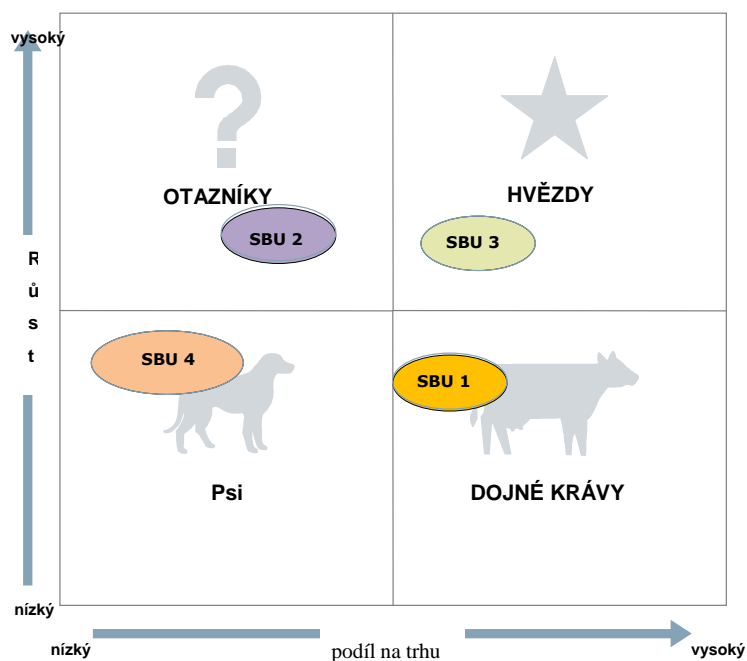 vysoký
?
OTAZNÍKY
HVĚZDY
SBU 2
SBU 3
R
ů
s
t
SBU 4
SBU 1
Psi
DOJNÉ KRÁVY
nízký
nízký
podíl na trhu
vysoký